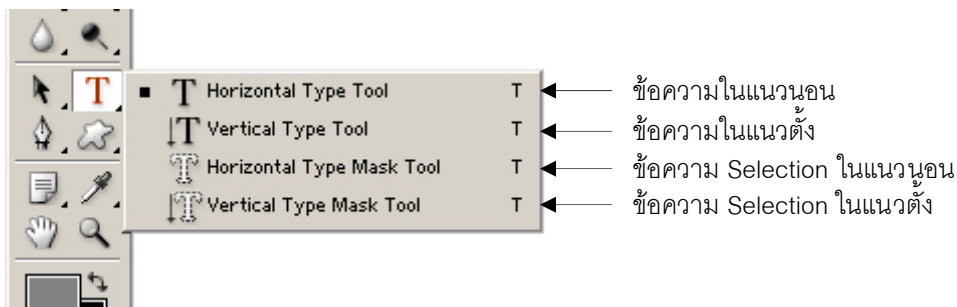 Horizontal Type Tool T ข้อความในแนวนอน
Vertical Type Tool T ข้อความในแนวตั้ง
Horizontal Type Mask Tool T ข้อความ Selection ในแนวนอน
Vertical Type Mask Tool T ข้อความ Selection ในแนวตั้ง